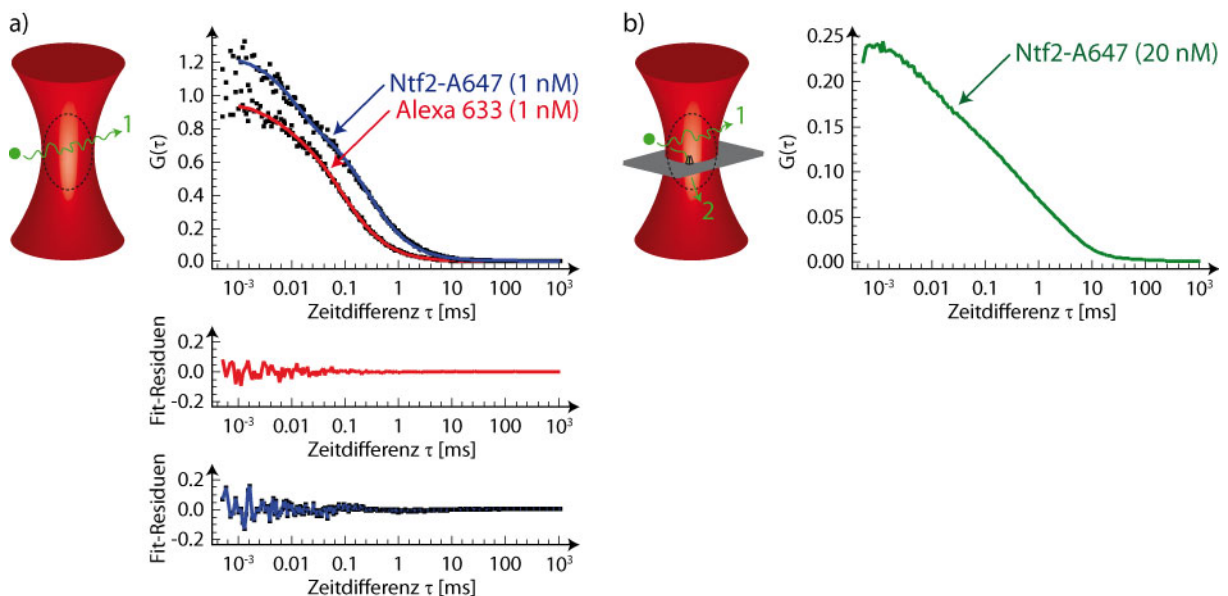 a)
1
G(τ)
1.2
1.0
0.8
0.6
0.4
0.2
0.0
Ntf2-A647 (1 nM)
Alexa 633 (1 nM)
10⁻³ 0.01 0.1 1 10 100 10³
Zeitdifferenz τ [ms]
Fit-Residuen
0.2
0.0
-0.2
10⁻³ 0.01 0.1 1 10 100 10³
Zeitdifferenz τ [ms]
Fit-Residuen
0.2
0.0
-0.2
10⁻³ 0.01 0.1 1 10 100 10³
Zeitdifferenz τ [ms]
b)
1
2
G(τ)
0.25
0.20
0.15
0.10
0.05
0.00
Ntf2-A647 (20 nM)
10⁻³ 0.01 0.1 1 10 100 10³
Zeitdifferenz τ [ms]